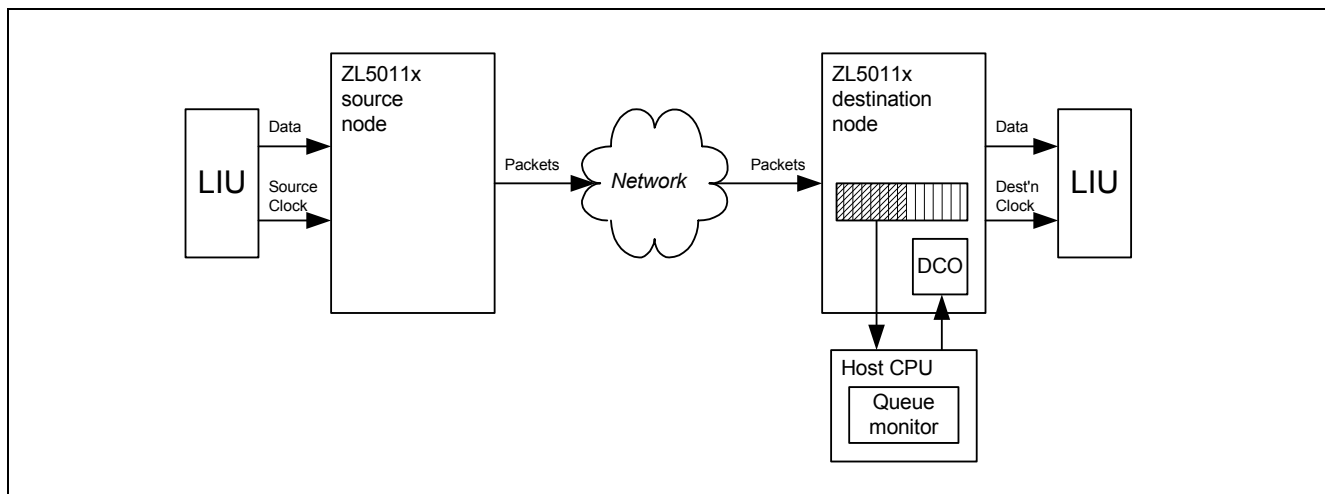 LIU
Data
Source
Clock
ZL5011x
source
node
Packets
Network
Packets
ZL5011x
destination
node
DCO
Data
Dest'n
Clock
LIU
Host CPU
Queue
monitor